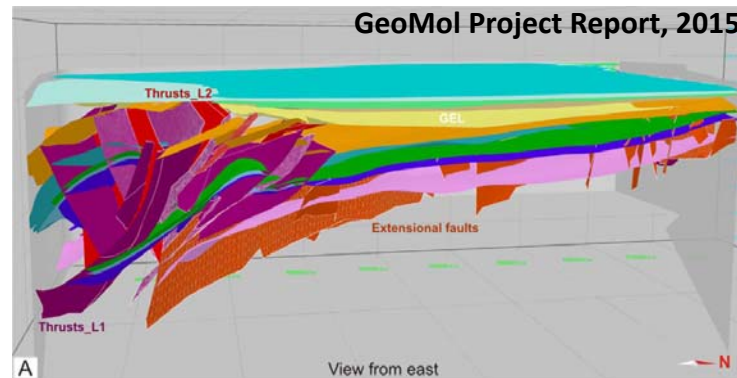 GeoMol Project Report, 2015
Thrusts_L2
GEL
Extensional faults
Thrusts_L1
A
View from east
N